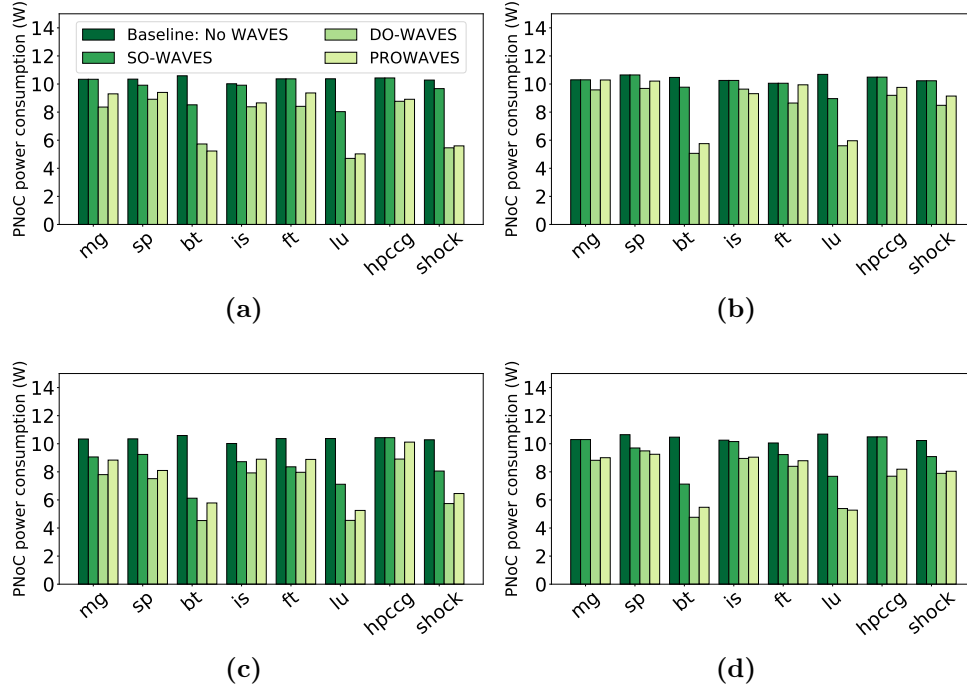 PNoC power consumption (W)
14
12
10
8
6
4
2
0
Baseline: No WAVES
SO-WAVES
DO-WAVES
PROWAVES
mg
sp
bt
is
ft
lu
hpccg
shock
(a)
PNoC power consumption (W)
14
12
10
8
6
4
2
0
mg
sp
bt
is
ft
lu
hpccg
shock
(b)
PNoC power consumption (W)
14
12
10
8
6
4
2
0
mg
sp
bt
is
ft
lu
hpccg
shock
(c)
PNoC power consumption (W)
14
12
10
8
6
4
2
0
mg
sp
bt
is
ft
lu
hpccg
shock
(d)